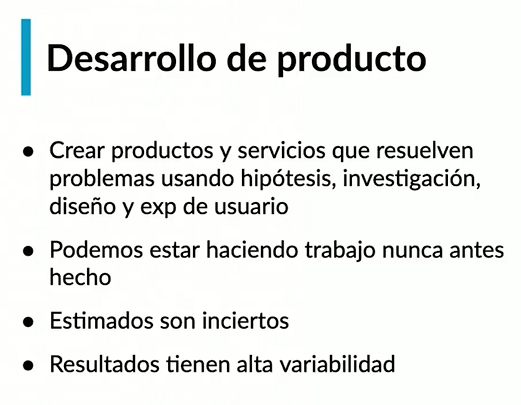 Desarrollo de producto
● Crear productos y servicios que resuelven
problemas usando hipótesis, investigación,
diseño y exp de usuario
● Podemos estar haciendo trabajo nunca antes
hecho
● Estimados son inciertos
● Resultados tienen alta variabilidad